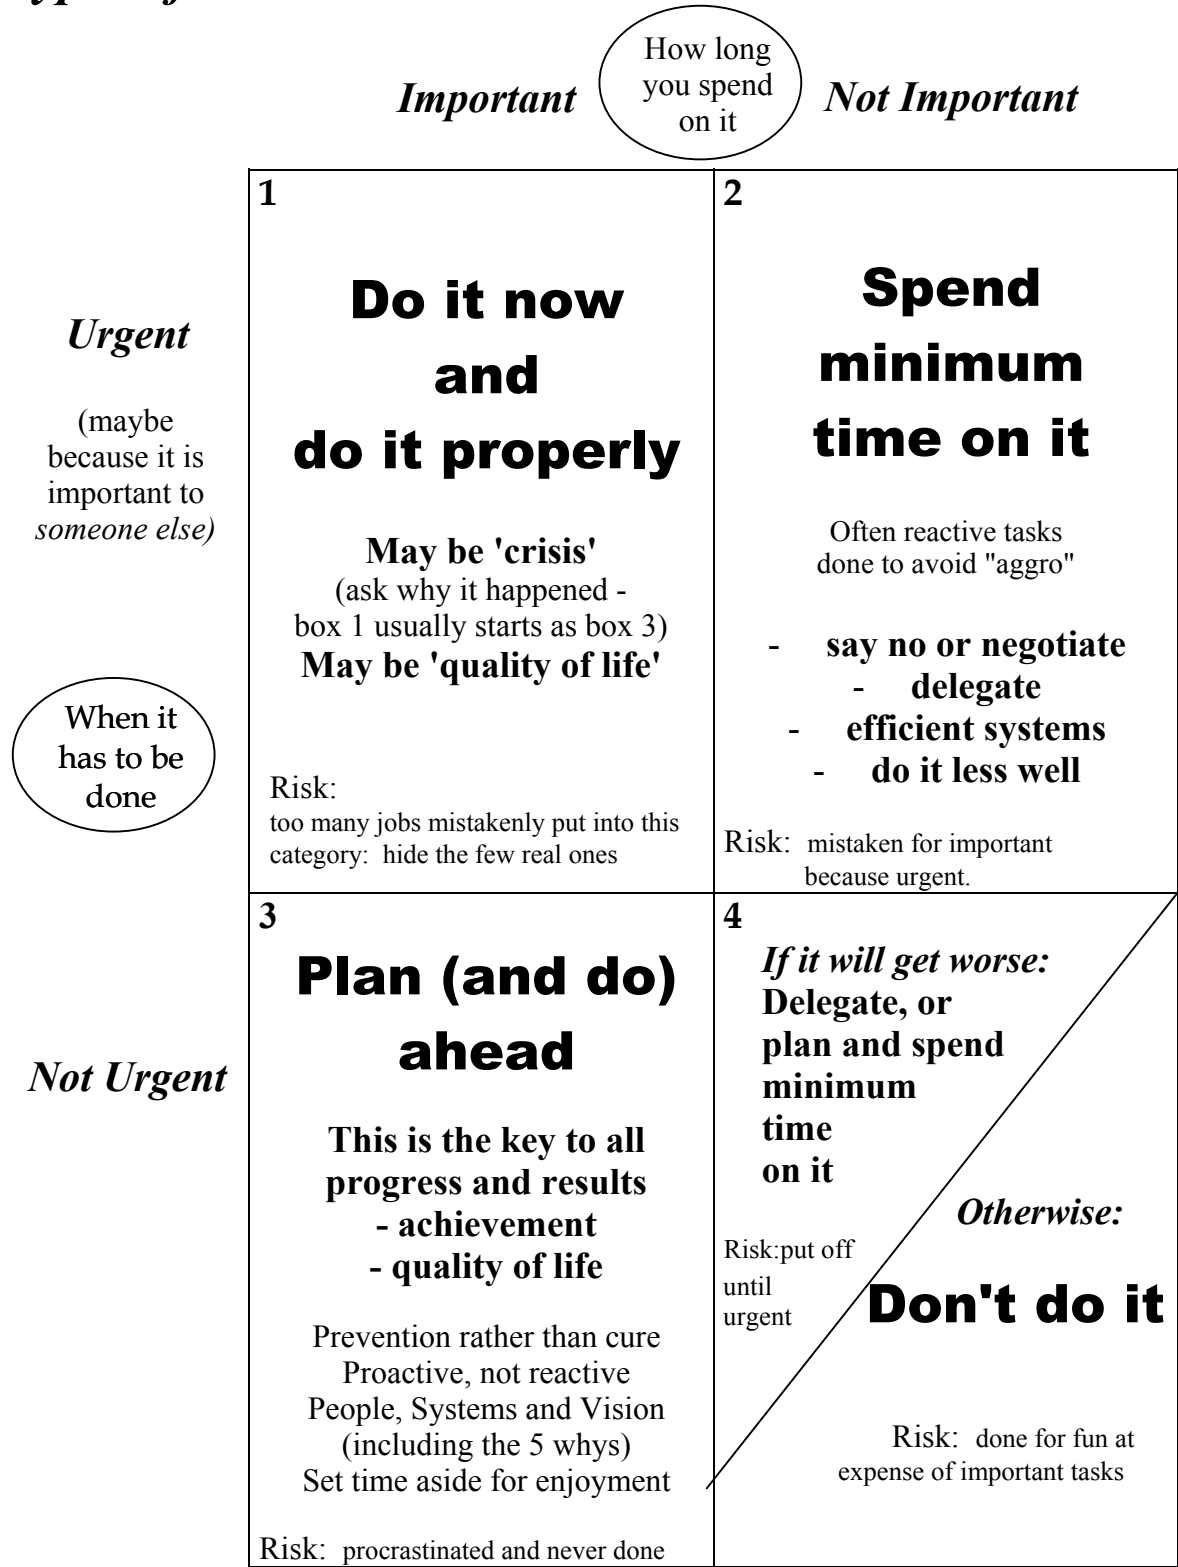 How long
you spend
on it
Important
Not Important
Urgent
(maybe
because it is
important to
someone else)
When it
has to be
done
1
Do it now
and
do it properly
May be 'crisis'
(ask why it happened -
box 1 usually starts as box 3)
May be 'quality of life'
Risk:
too many jobs mistakenly put into this
category: hide the few real ones
2
Spend
minimum
time on it
Often reactive tasks
done to avoid "aggro"
- say no or negotiate
- delegate
- efficient systems
- do it less well
Risk: mistaken for important
because urgent.
Not Urgent
3
Plan (and do)
ahead
This is the key to all
progress and results
- achievement
- quality of life
Prevention rather than cure
Proactive, not reactive
People, Systems and Vision
(including the 5 whys)
Set time aside for enjoyment
Risk: procrastinated and never done
4
If it will get worse:
Delegate, or
plan and spend
minimum
time
on it
Risk:put off
until
urgent
Otherwise:
Don't do it
Risk: done for fun at
expense of important tasks